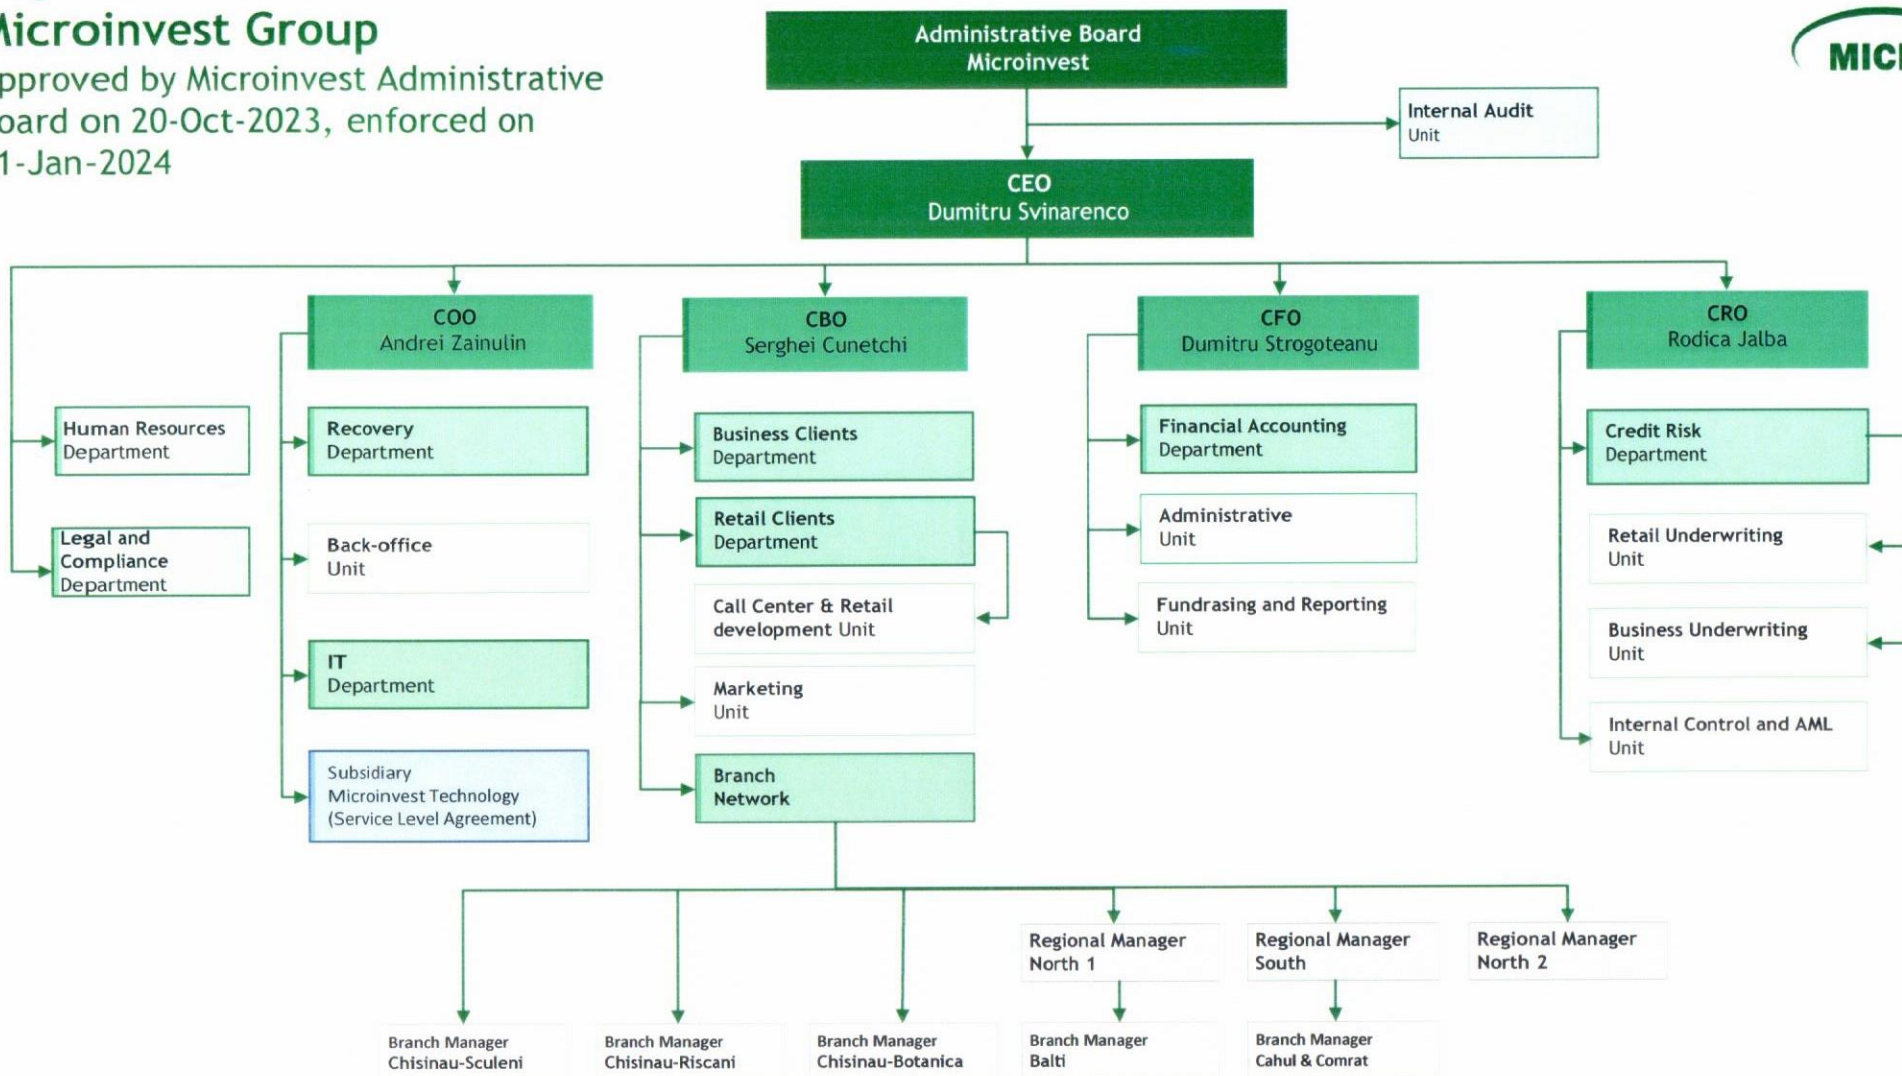 Microinvest Group
pproved by Microinvest Administrative
oard on 20-Oct-2023, enforced on
1-Jan-2024
Administrative Board
Microinvest
MICI
Internal Audit
Unit
CEO
Dumitru Svinarenco
COO
Andrei Zainulin
CBO
Serghei Cunetchi
CFO
Dumitru Strogoteanu
CRO
Rodica Jalba
Human Resources
Department
Legal and
Compliance
Department
Recovery
Department
Back-office
Unit
IT
Department
Subsidiary
Microinvest Technology
(Service Level Agreement)
Business Clients
Department
Retail Clients
Department
Call Center & Retail
development Unit
Marketing
Unit
Branch
Network
Financial Accounting
Department
Administrative
Unit
Fundrasing and Reporting
Unit
Credit Risk
Department
Retail Underwriting
Unit
Business Underwriting
Unit
Internal Control and AML
Unit
Regional Manager
North 1
Regional Manager
South
Regional Manager
North 2
Branch Manager
Chisinau-Sculeni
Branch Manager
Chisinau-Riscani
Branch Manager
Chisinau-Botanica
Branch Manager
Balti
Branch Manager
Cahul & Comrat